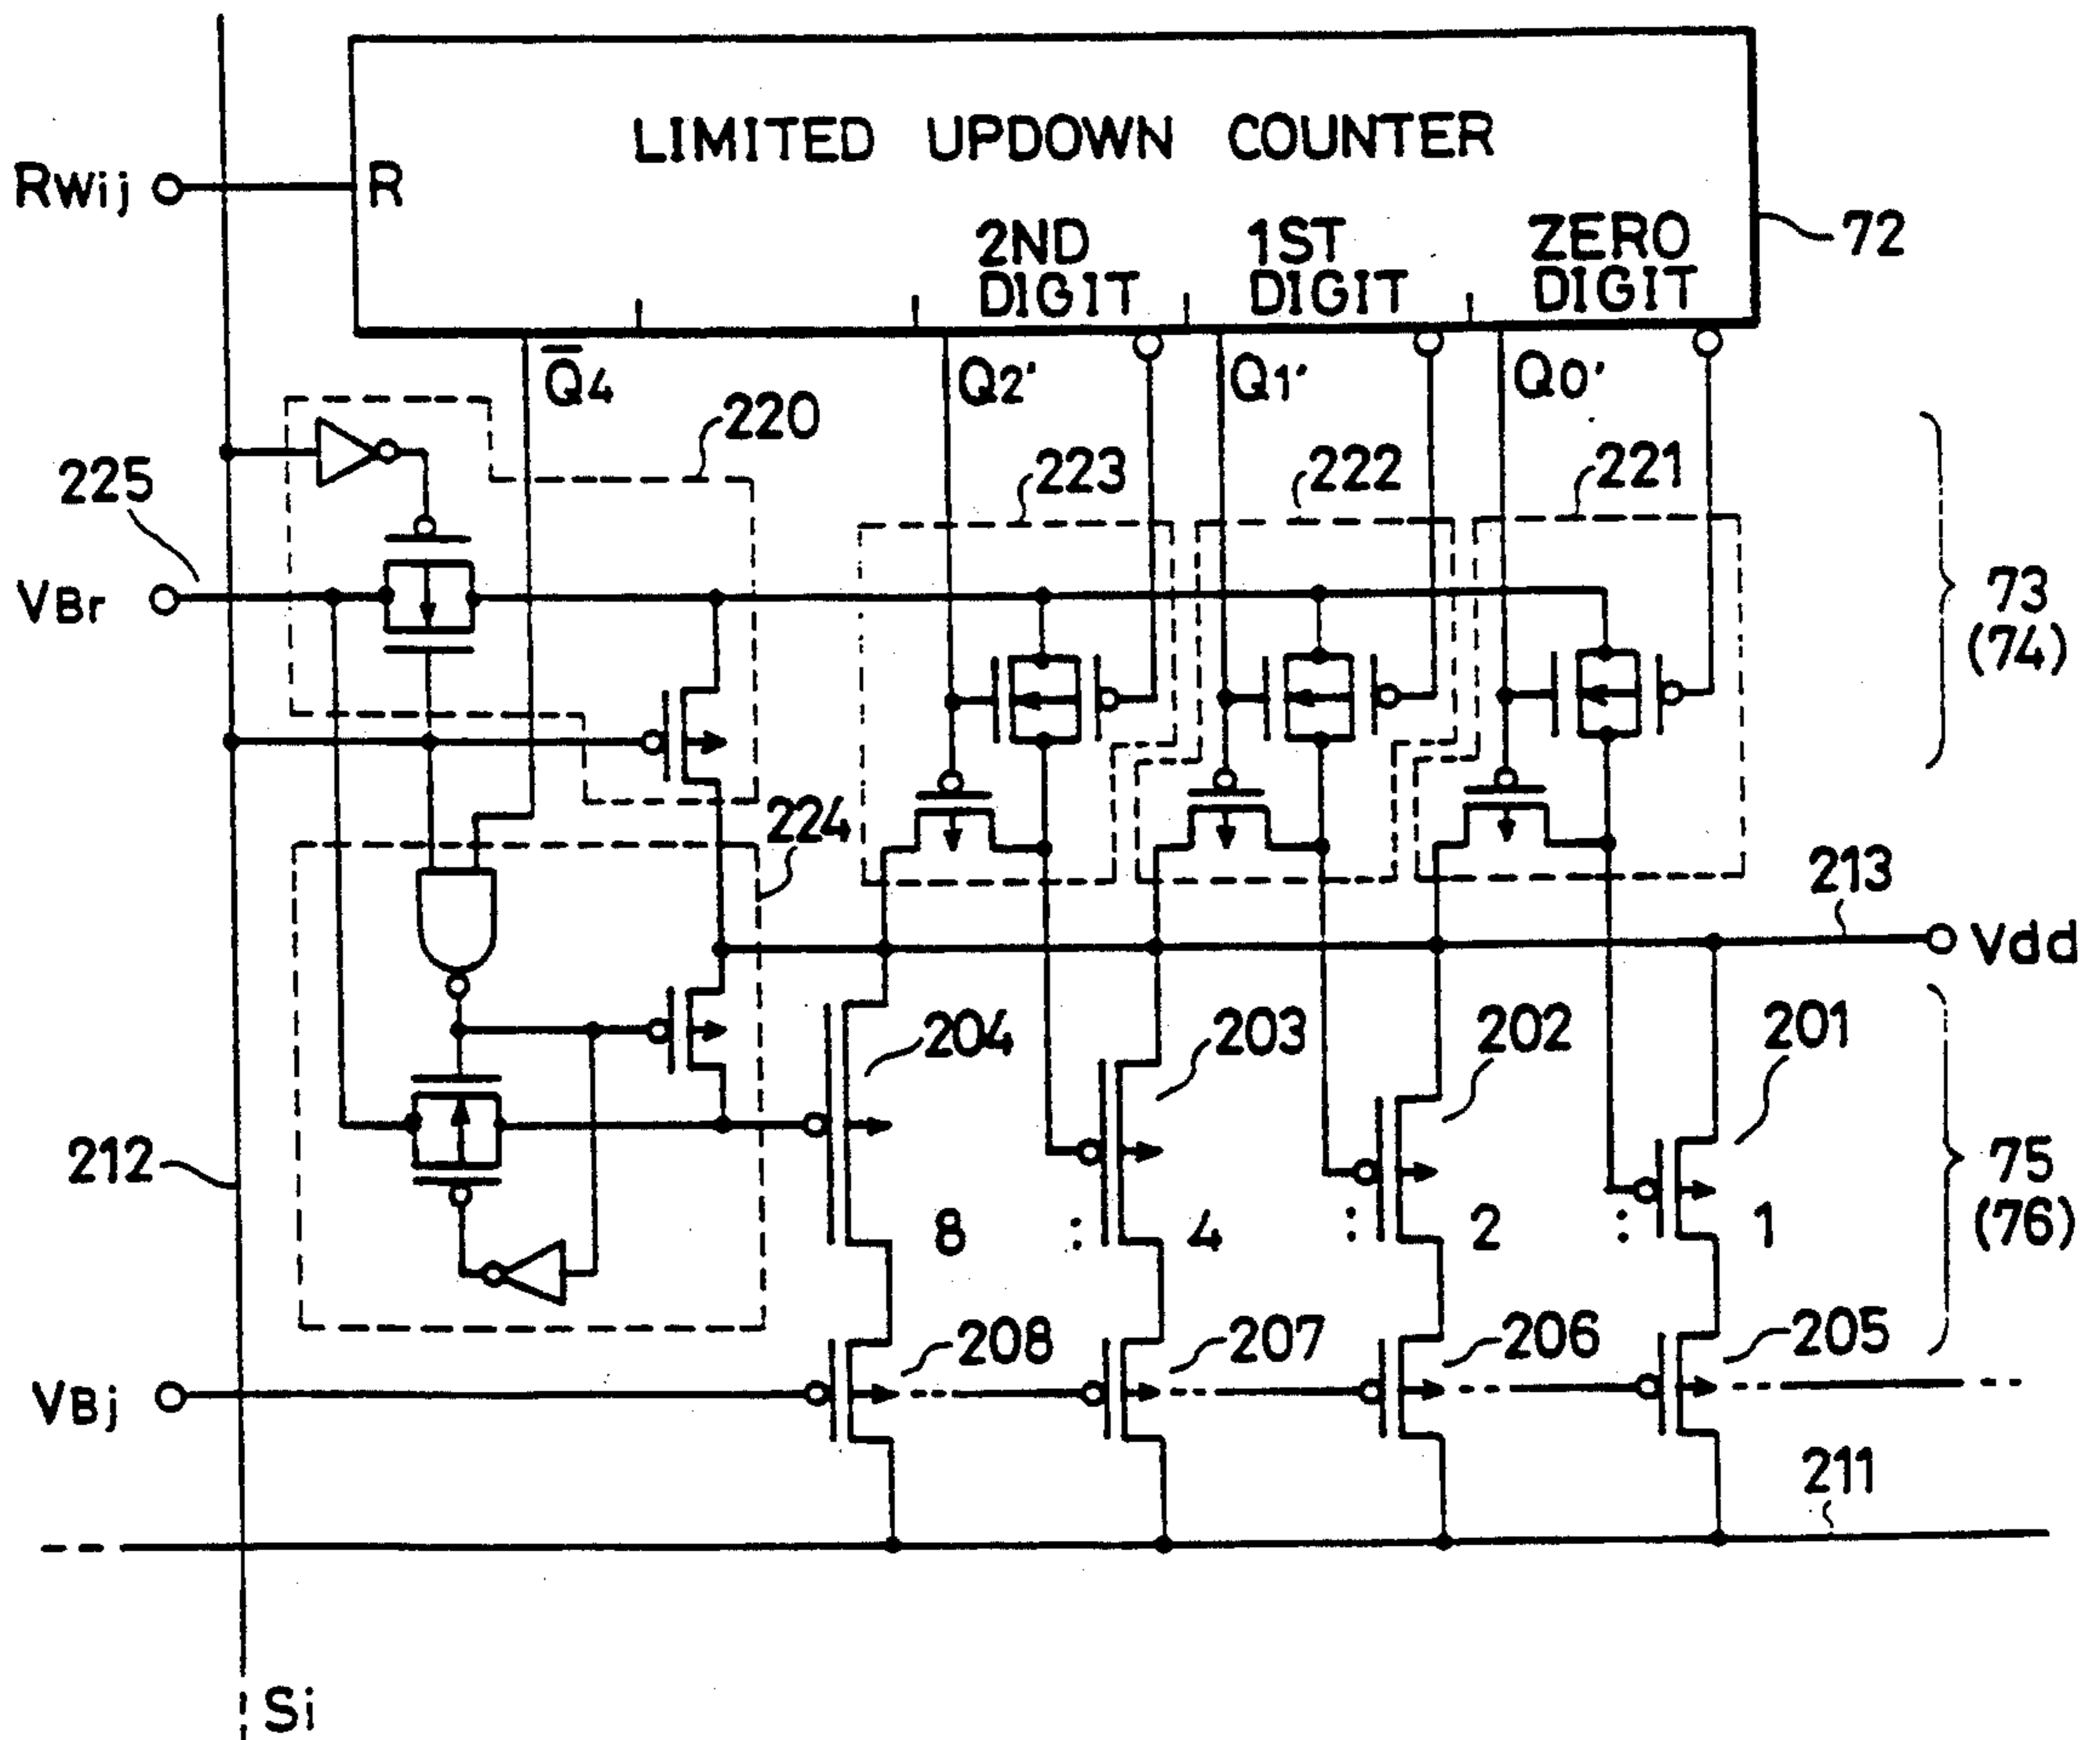 LIMITED UPDOWN COUNTER
RWij
R
2ND DIGIT
1ST DIGIT
ZERO DIGIT
72
Q̅4
Q2'
Q1'
Q0'
220
223
222
221
225
VBr
73
(74)
224
213
Vdd
204
203
202
201
212
75
(76)
8 : 4 : 2 : 1
208
207
206
205
VBj
211
Si